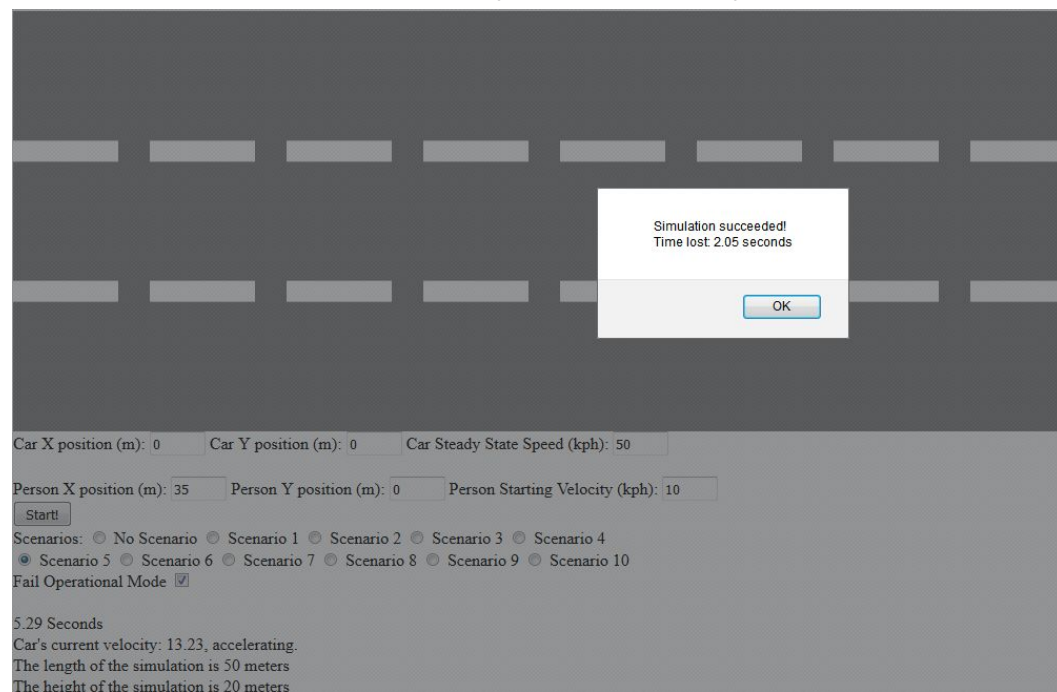 Simulation succeeded!
Time lost: 2.05 seconds
OK
Car X position (m): 0 Car Y position (m): 0 Car Steady State Speed (kph): 50
Person X position (m): 35 Person Y position (m): 0 Person Starting Velocity (kph): 10
Start!
Scenarios: No Scenario Scenario 1 Scenario 2 Scenario 3 Scenario 4
Scenario 5 Scenario 6 Scenario 7 Scenario 8 Scenario 9 Scenario 10
Fail Operational Mode
5.29 Seconds
Car's current velocity: 13.23, accelerating.
The length of the simulation is 50 meters
The height of the simulation is 20 meters